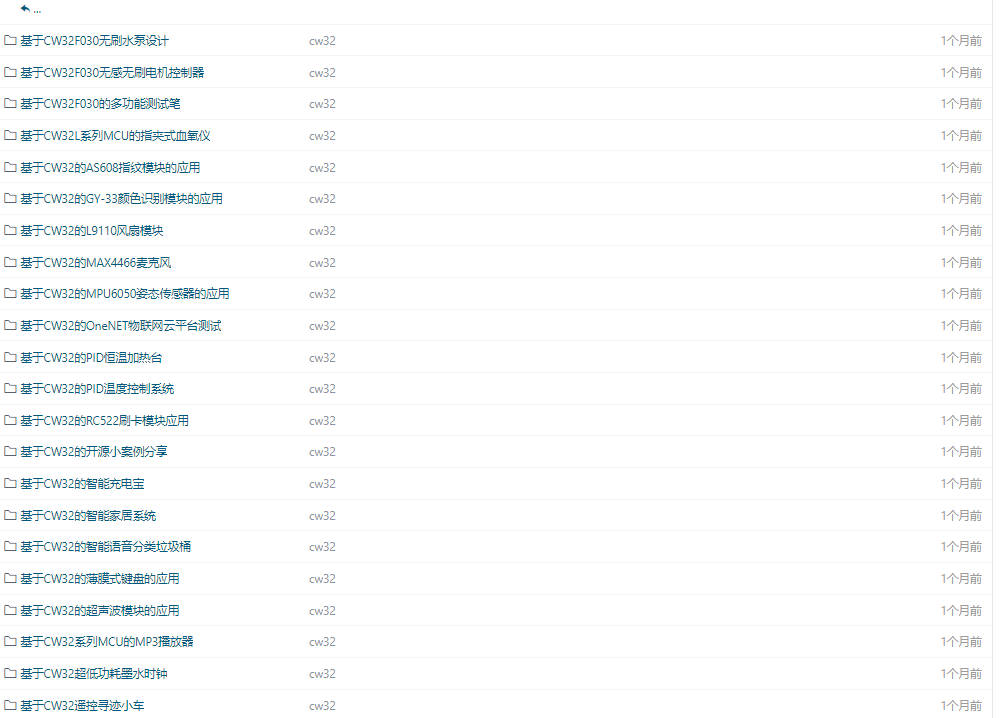 ...
基于CW32F030无刷水泵设计 cw32 1个月前
基于CW32F030无感无刷电机控制器 cw32 1个月前
基于CW32F030的多功能测试笔 cw32 1个月前
基于CW32L系列MCU的指夹式血氧仪 cw32 1个月前
基于CW32的AS608指纹模块的应用 cw32 1个月前
基于CW32的GY-33颜色识别模块的应用 cw32 1个月前
基于CW32的L9110风扇模块 cw32 1个月前
基于CW32的MAX4466麦克风 cw32 1个月前
基于CW32的MPU6050姿态传感器的应用 cw32 1个月前
基于CW32的OneNET物联网云平台测试 cw32 1个月前
基于CW32的PID恒温加热台 cw32 1个月前
基于CW32的PID温度控制系统 cw32 1个月前
基于CW32的RC522刷卡模块应用 cw32 1个月前
基于CW32的开源小案例分享 cw32 1个月前
基于CW32的智能充电宝 cw32 1个月前
基于CW32的智能家居系统 cw32 1个月前
基于CW32的智能语音分类垃圾桶 cw32 1个月前
基于CW32的薄膜式键盘的应用 cw32 1个月前
基于CW32的超声波模块的应用 cw32 1个月前
基于CW32系列MCU的MP3播放器 cw32 1个月前
基于CW32超低功耗墨水时钟 cw32 1个月前
基于CW32遥控寻迹小车 cw32 1个月前